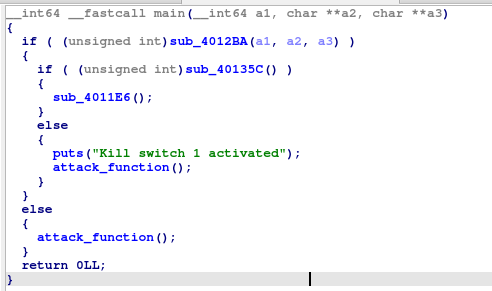 __int64 __fastcall main(__int64 a1, char **a2, char **a3)
{
  if ( (unsigned int)sub_4012BA(a1, a2, a3) )
  {
    if ( (unsigned int)sub_40135C() )
    {
      sub_4011E6();
    }
    else
    {
      puts("Kill switch 1 activated");
      attack_function();
    }
  }
  else
  {
    attack_function();
  }
  return 0LL;
}